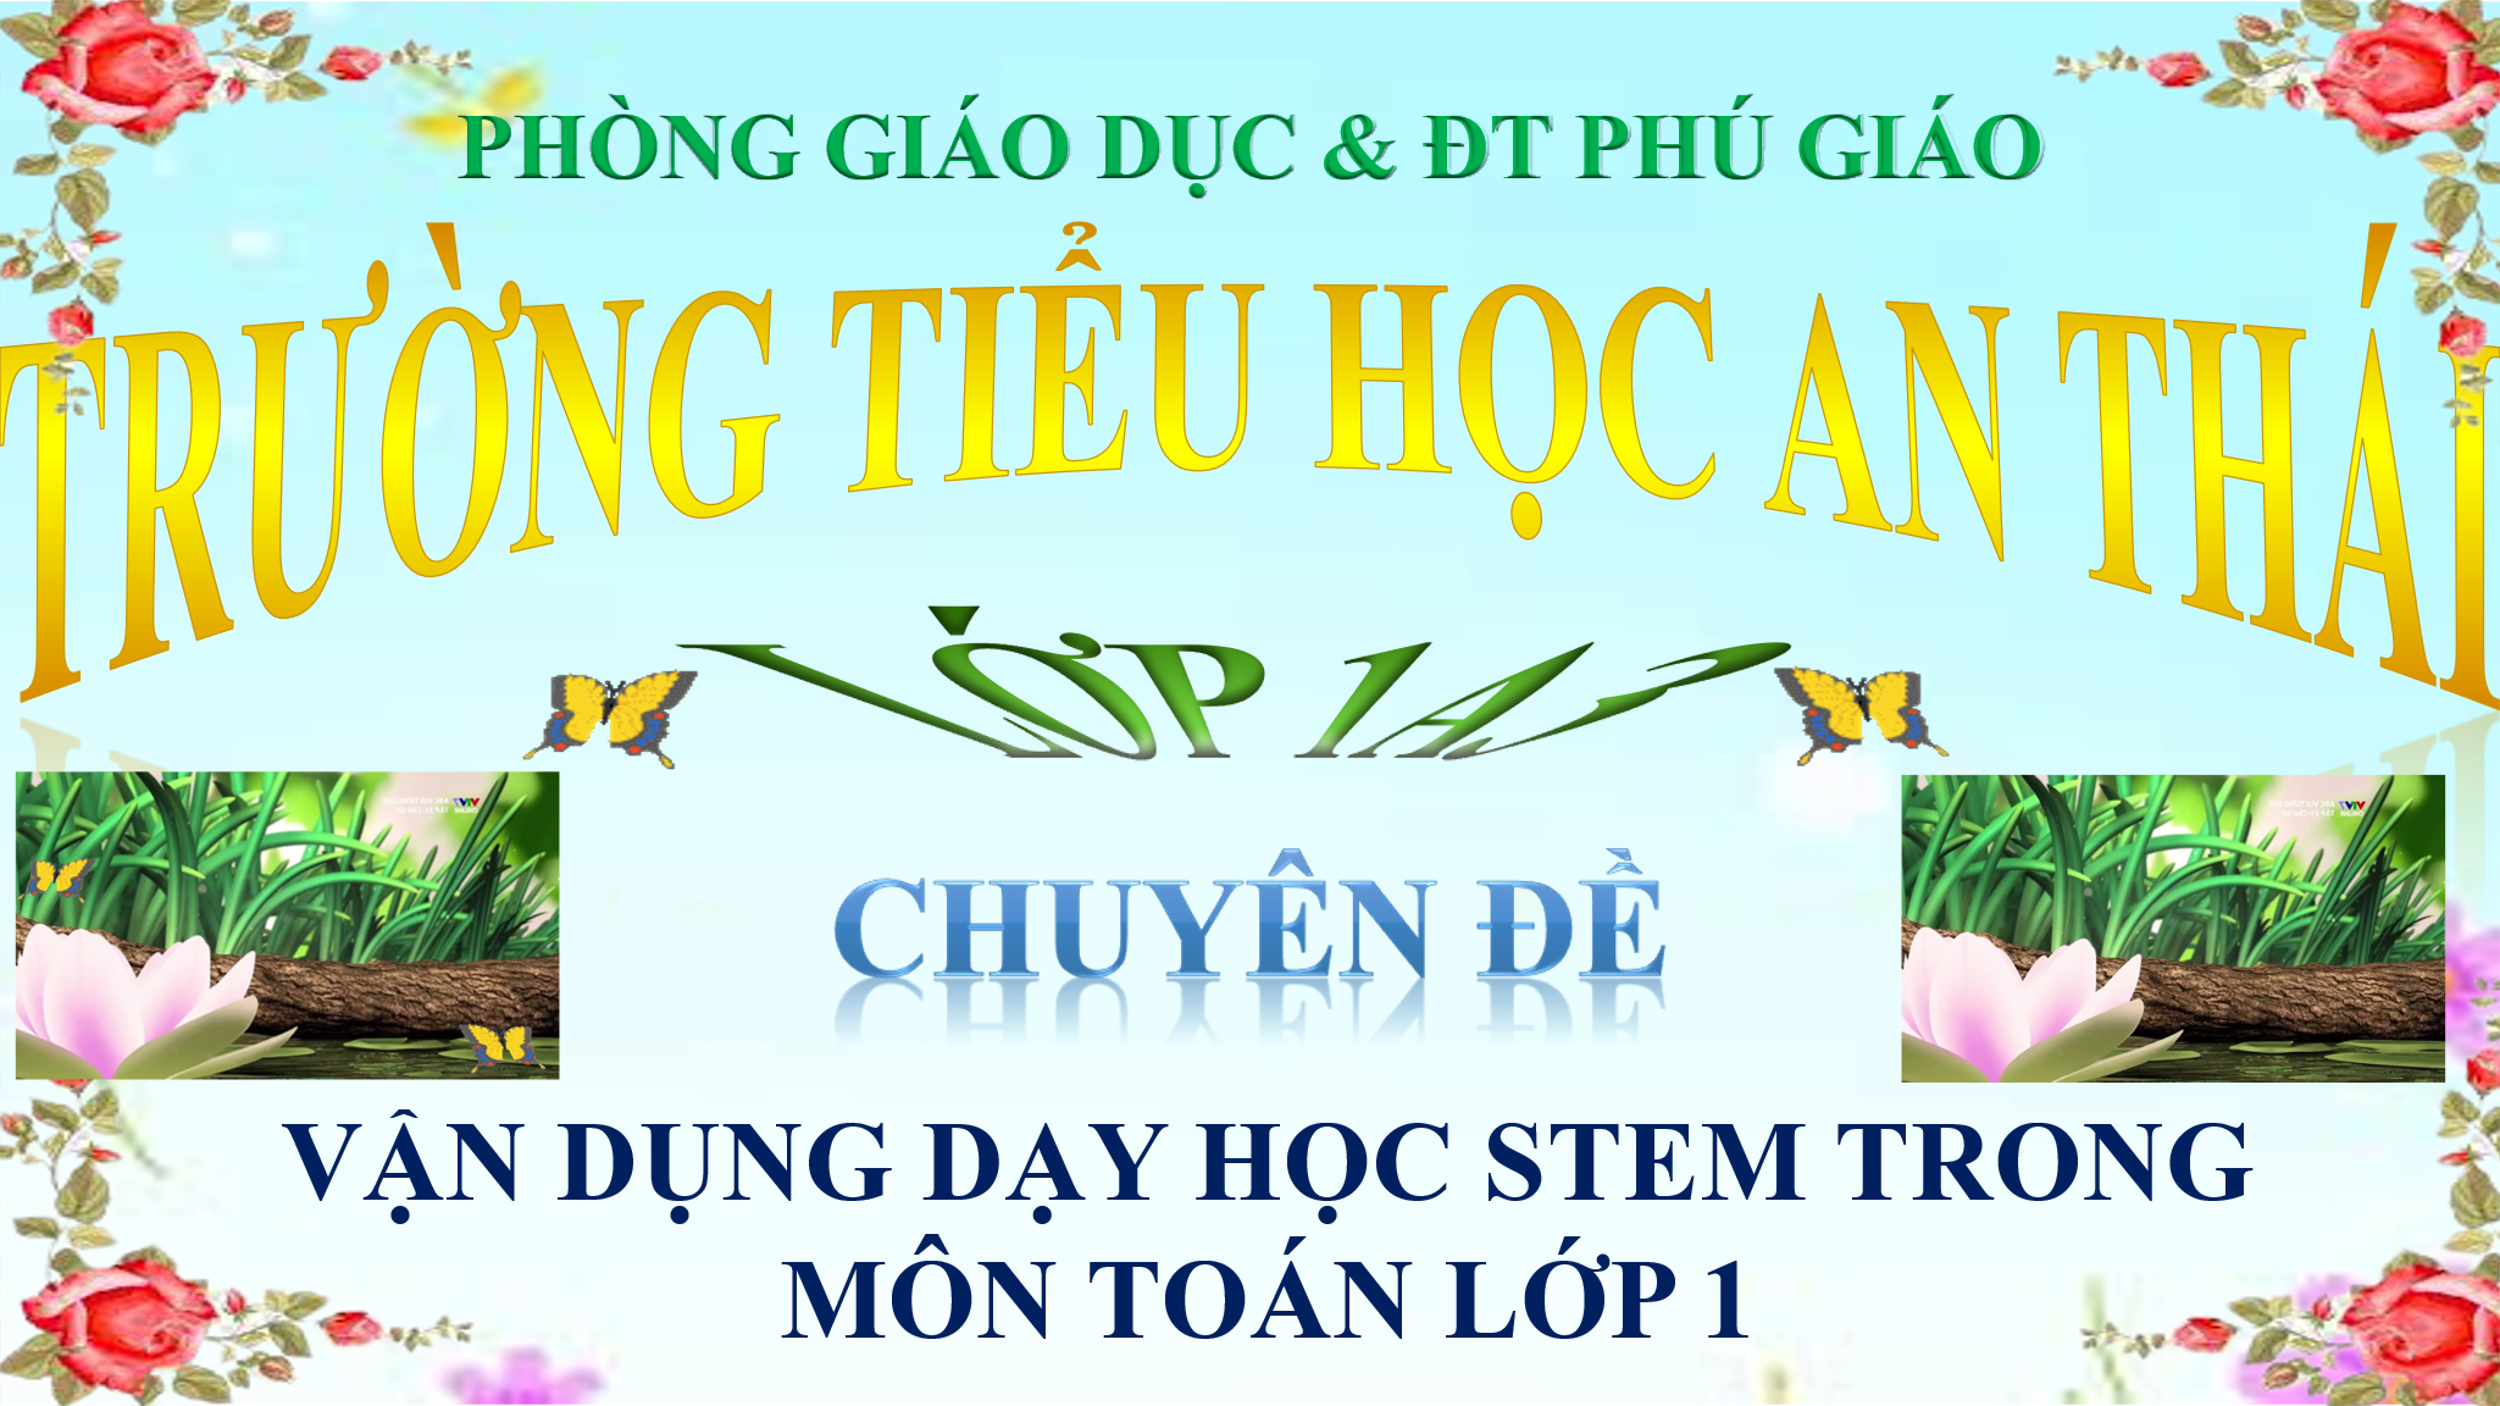 PHÒNG GIÁO DỤC & ĐT PHÚ GIÁO
TRƯỜNG TIỂU HỌC AN THÁI
LỚP 1A3
CHUYÊN ĐỀ
VẬN DỤNG DẠY HỌC STEM TRONG
MÔN TOÁN LỚP 1